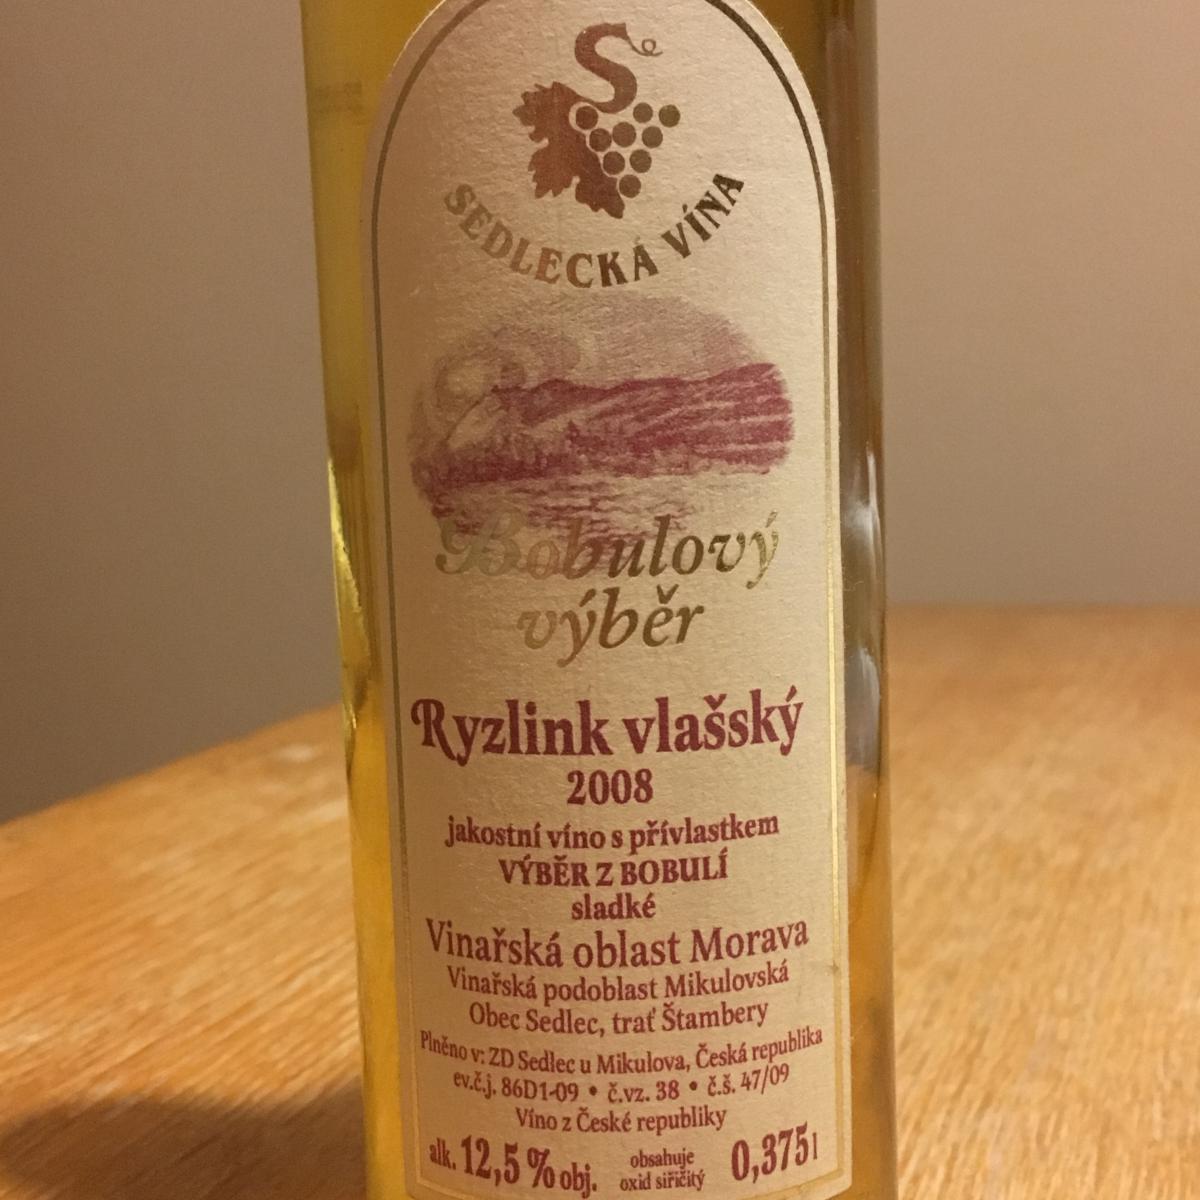 S
SEDLECKÁ VÍNA
Bobulový
výběr
Ryzlink vlašský
2008
jakostní víno s přívlastkem
VÝBĚR Z BOBULÍ
sladké
Vinařská oblast Morava
Vinařská podoblast Mikulovská
Obec Sedlec, trať Štambery
Plněno v: ZD Sedlec u Mikulova, Česká republika
ev.č.j. 86D1-09 • č.vz. 38 • č.š. 47/09
Víno z České republiky
alk. 12,5 % obj. obsahuje oxid siřičitý 0,375 l